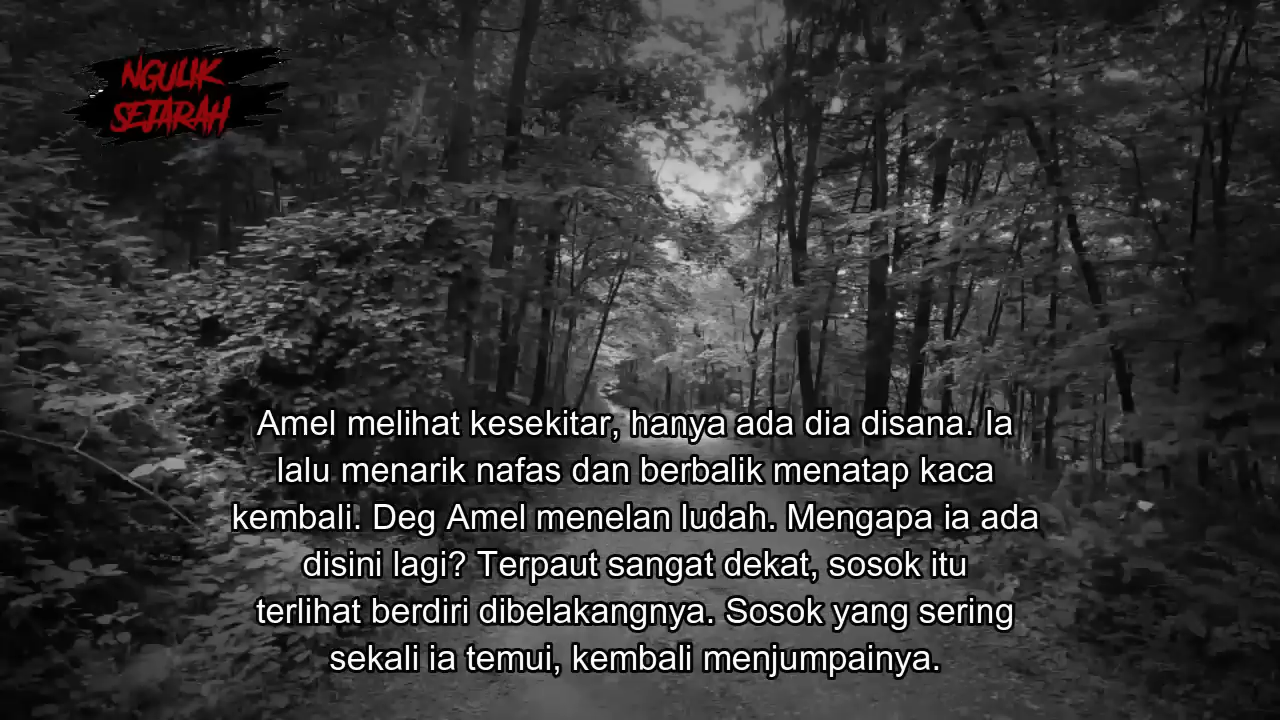 NGULIK
SEJARAH
Amel melihat kesekitar, hanya ada dia disana. Ia
lalu menarik nafas dan berbalik menatap kaca
kembali. Deg Amel menelan ludah. Mengapa ia ada
disini lagi? Terpaut sangat dekat, sosok itu
terlihat berdiri dibelakangnya. Sosok yang sering
sekali ia temui, kembali menjumpainya.